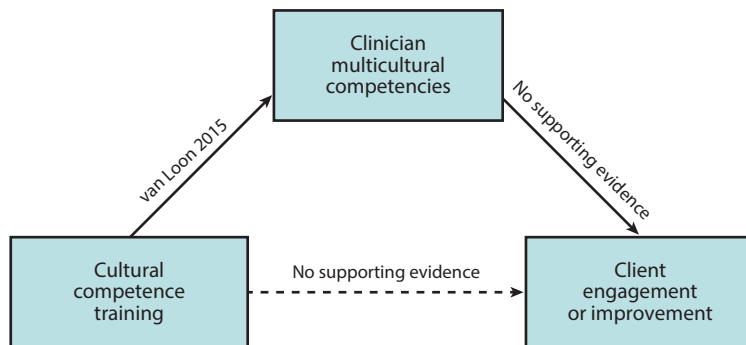 Clinician
multicultural
competencies
van Loon 2015
No supporting evidence
Cultural
competence
training
No supporting evidence
Client
engagement
or improvement